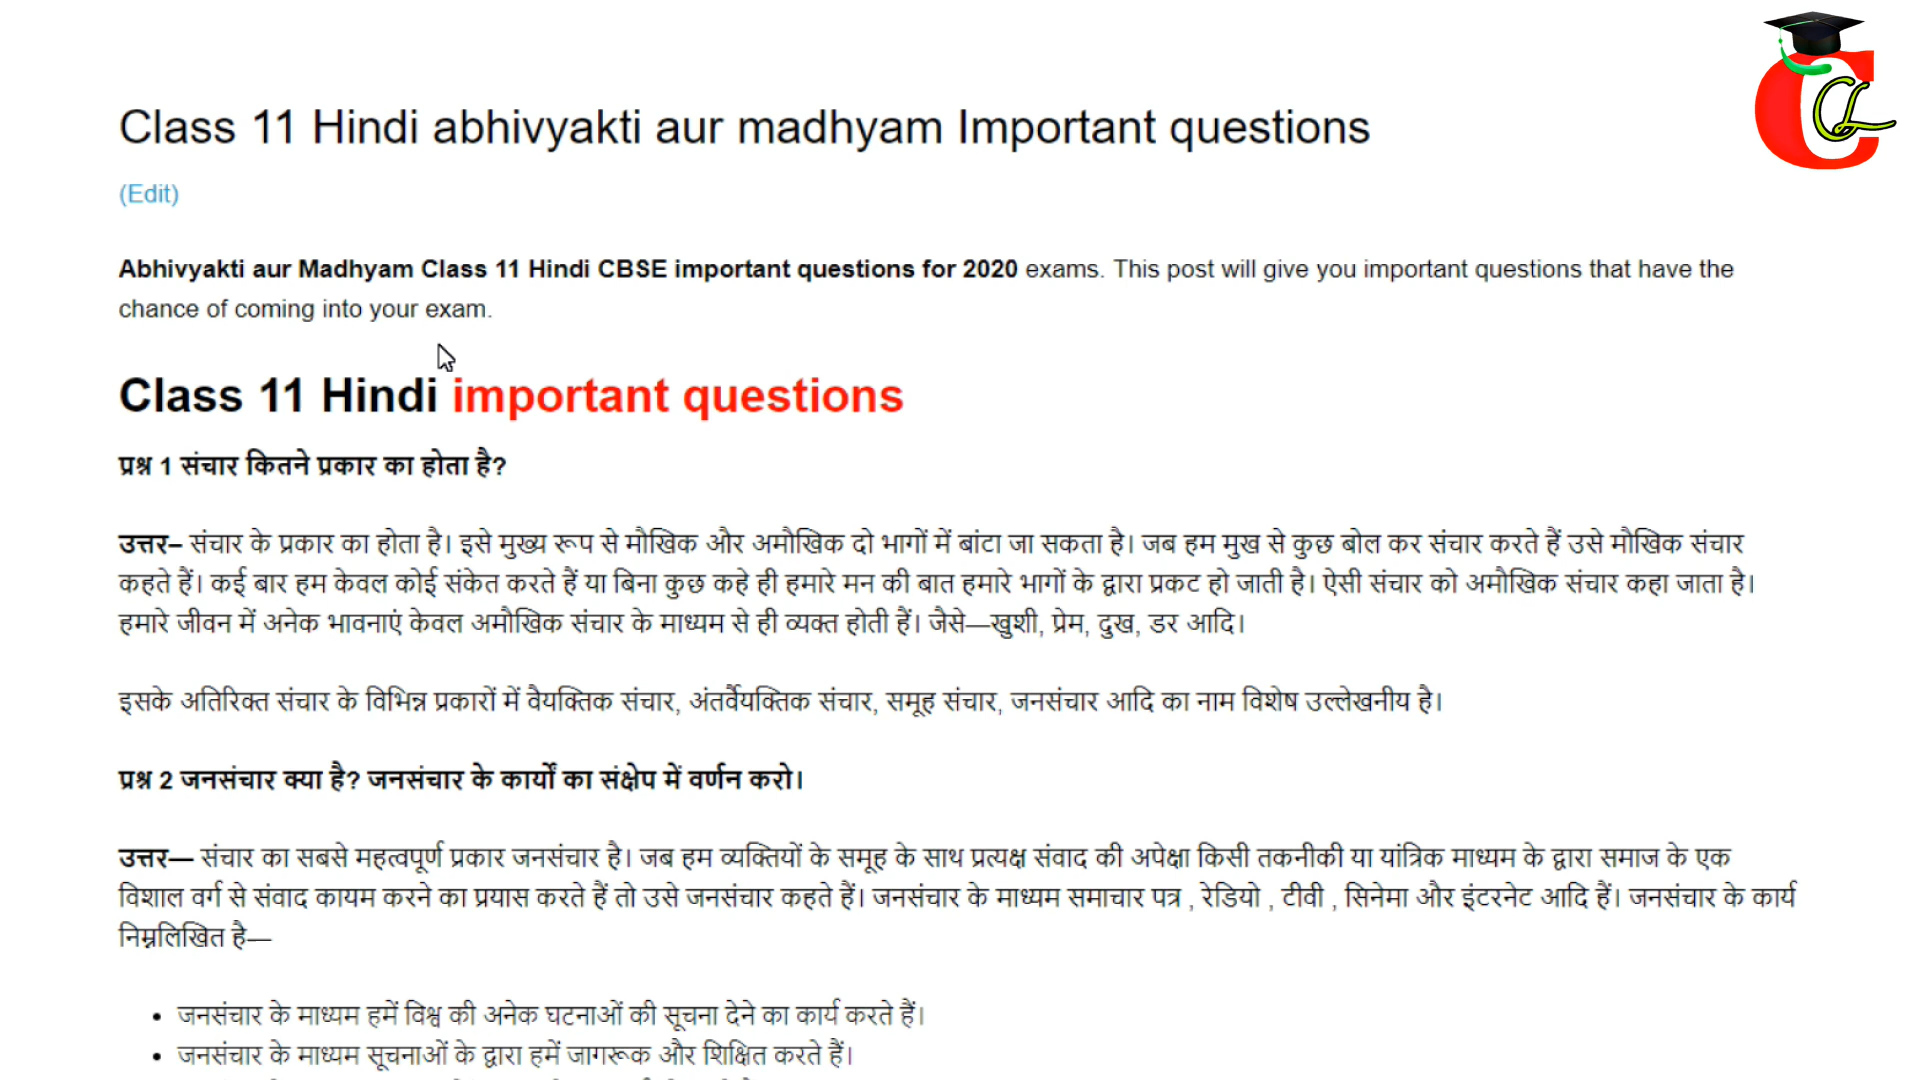 Class 11 Hindi abhivyakti aur madhyam Important questions
(Edit)
Abhivyakti aur Madhyam Class 11 Hindi CBSE important questions for 2020 exams. This post will give you important questions that have the
chance of coming into your exam.
Class 11 Hindi important questions
प्रश्न 1 संचार कितने प्रकार का होता है?
उत्तर– संचार के प्रकार का होता है। इसे मुख्य रूप से मौखिक और अमौखिक दो भागों में बांटा जा सकता है। जब हम मुख से कुछ बोल कर संचार करते हैं उसे मौखिक संचार
कहते हैं। कई बार हम केवल कोई संकेत करते हैं या बिना कुछ कहे ही हमारे मन की बात हमारे भागों के द्वारा प्रकट हो जाती है। ऐसी संचार को अमौखिक संचार कहा जाता है।
हमारे जीवन में अनेक भावनाएं केवल अमौखिक संचार के माध्यम से ही व्यक्त होती हैं। जैसे—खुशी, प्रेम, दुख, डर आदि।
इसके अतिरिक्त संचार के विभिन्न प्रकारों में वैयक्तिक संचार, अंतर्वैयक्तिक संचार, समूह संचार, जनसंचार आदि का नाम विशेष उल्लेखनीय है।
प्रश्न 2 जनसंचार क्या है? जनसंचार के कार्यों का संक्षेप में वर्णन करो।
उत्तर— संचार का सबसे महत्वपूर्ण प्रकार जनसंचार है। जब हम व्यक्तियों के समूह के साथ प्रत्यक्ष संवाद की अपेक्षा किसी तकनीकी या यांत्रिक माध्यम के द्वारा समाज के एक
विशाल वर्ग से संवाद कायम करने का प्रयास करते हैं तो उसे जनसंचार कहते हैं। जनसंचार के माध्यम समाचार पत्र , रेडियो , टीवी , सिनेमा और इंटरनेट आदि हैं। जनसंचार के कार्य
निम्नलिखित है—
• जनसंचार के माध्यम हमें विश्व की अनेक घटनाओं की सूचना देने का कार्य करते हैं।
• जनसंचार के माध्यम सूचनाओं के द्वारा हमें जागरूक और शिक्षित करते हैं।